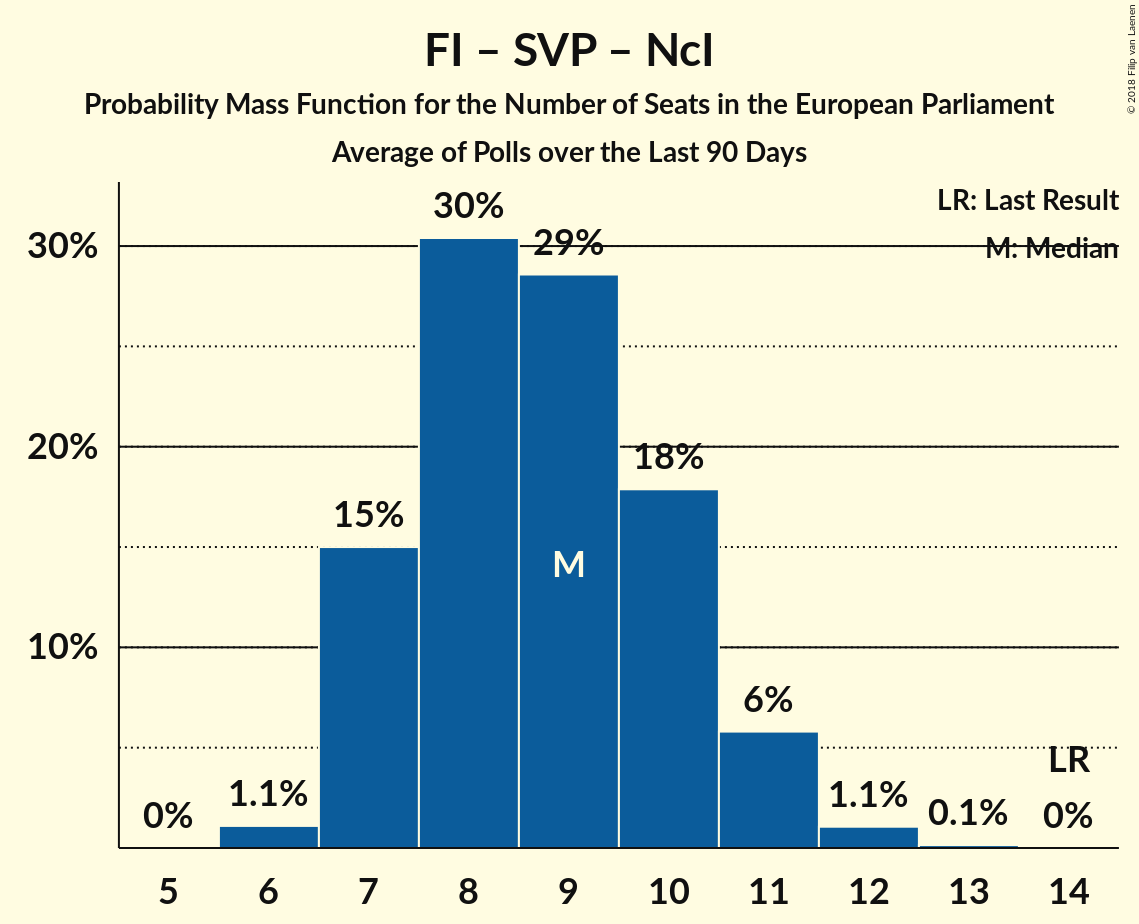 FI – SVP – NcI
Probability Mass Function for the Number of Seats in the European Parliament
Average of Polls over the Last 90 Days
© 2018 Filip van Laenen
LR: Last Result
M: Median
30%
20%
10%
0%
1.1%
15%
30%
29%
18%
6%
1.1%
0.1%
0%
LR
M
5
6
7
8
9
10
11
12
13
14